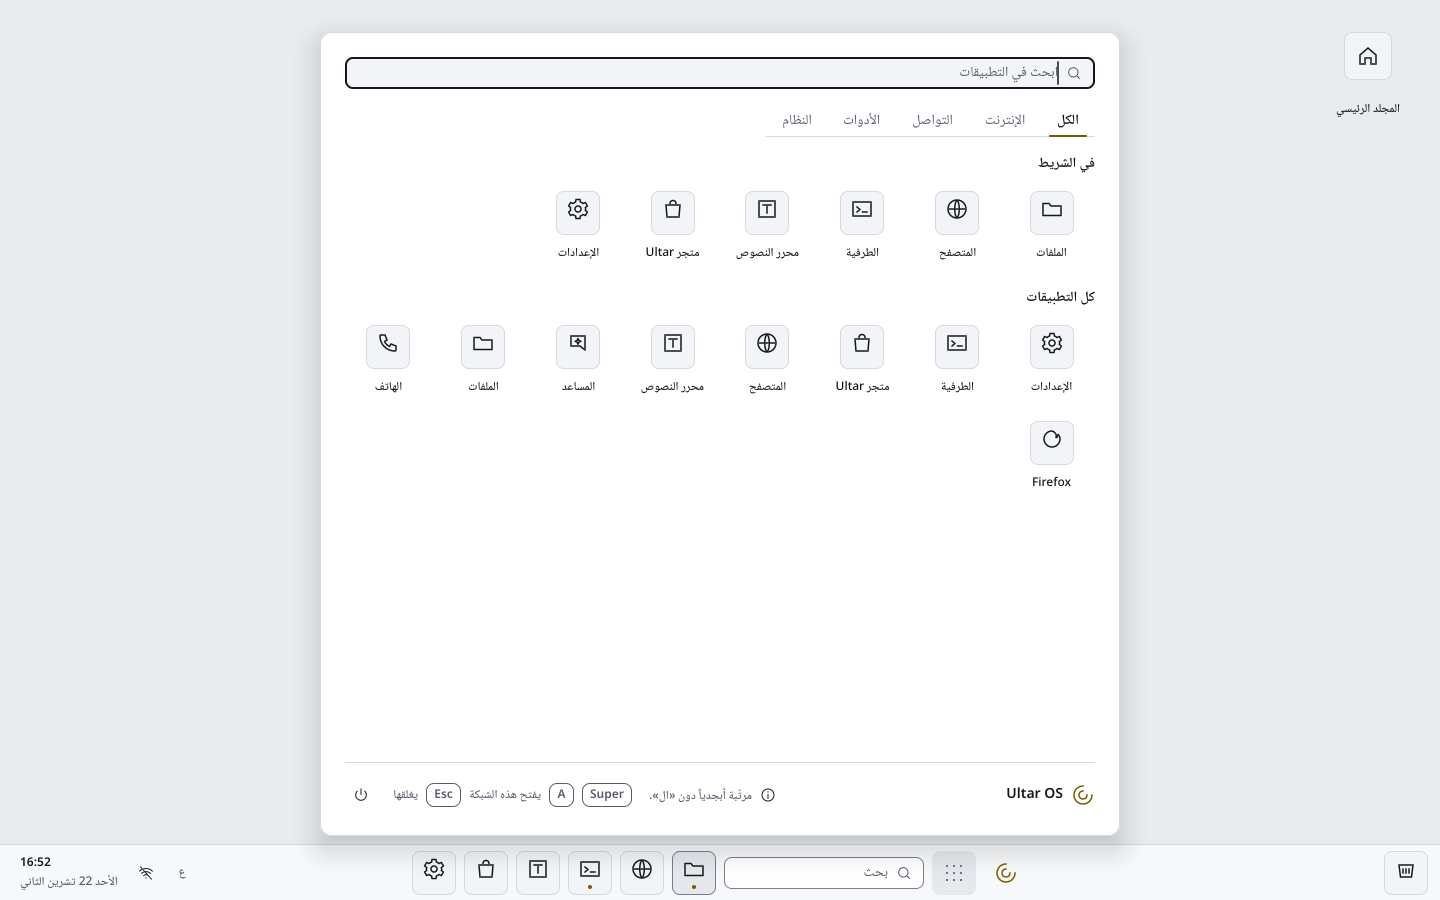 ابحث في التطبيقات
المجلد الرئيسي
الكل الإنترنت التواصل الأدوات النظام
في الشريط
الملفات المتصفح الطرفية محرر النصوص متجر Ultar الإعدادات
كل التطبيقات
الإعدادات الطرفية متجر Ultar المتصفح محرر النصوص المساعد الملفات الهاتف
Firefox
Ultar OS مرتّبة أبجدياً دون «ال». Super A يفتح هذه الشبكة Esc يغلقها
بحث
ع
16:52
الأحد 22 تشرين الثاني